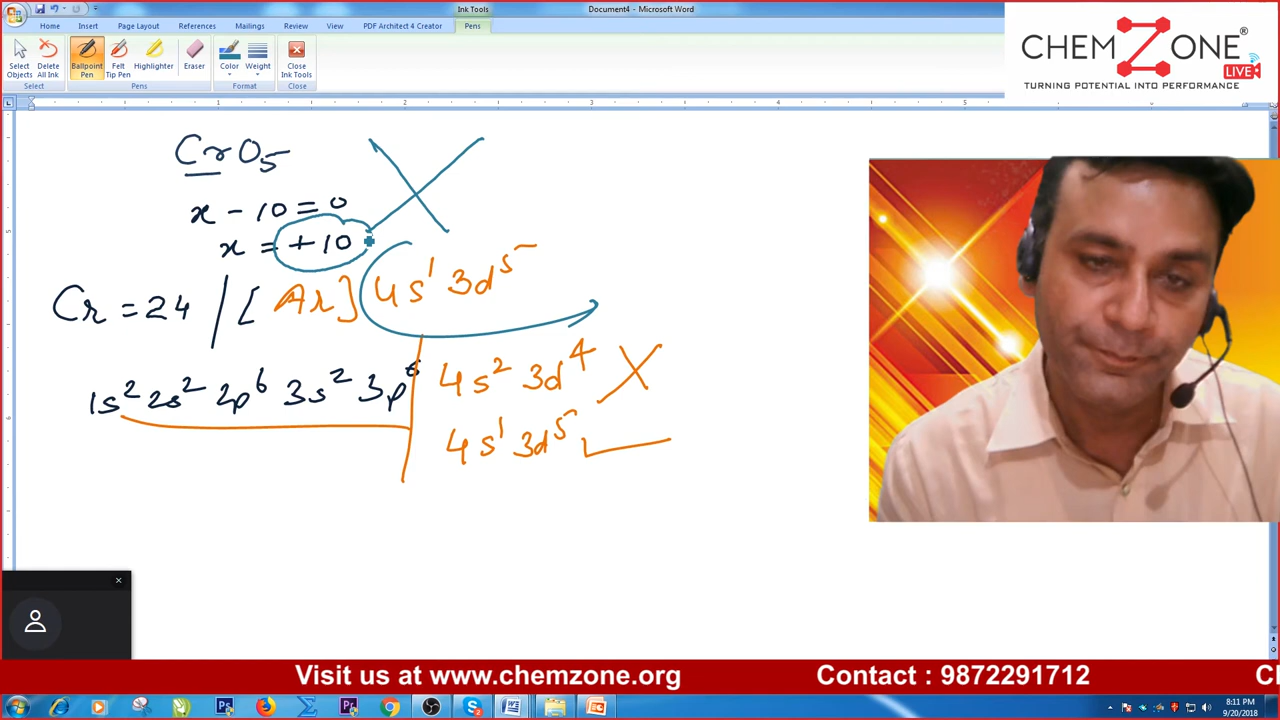 Ink Tools
Document4 - Microsoft Word
Home Insert Page Layout References Mailings Review View PDF Architect 4 Creator Pens
Select Objects
Delete All Ink
Ballpoint Pen
Felt Tip Pen
Highlighter
Eraser
Color
Weight
Close Ink Tools
Select Pens Format Close
CHEMZONE®
LIVE
TURNING POTENTIAL INTO PERFORMANCE
CrO5
x - 10 = 0
x = +10
Cr = 24 / [Ar] 4s¹ 3d⁵
1s² 2s² 2p⁶ 3s² 3p⁶ 4s² 3d⁴
4s¹ 3d⁵
Visit us at www.chemzone.org Contact : 9872291712
8:11 PM
9/20/2018